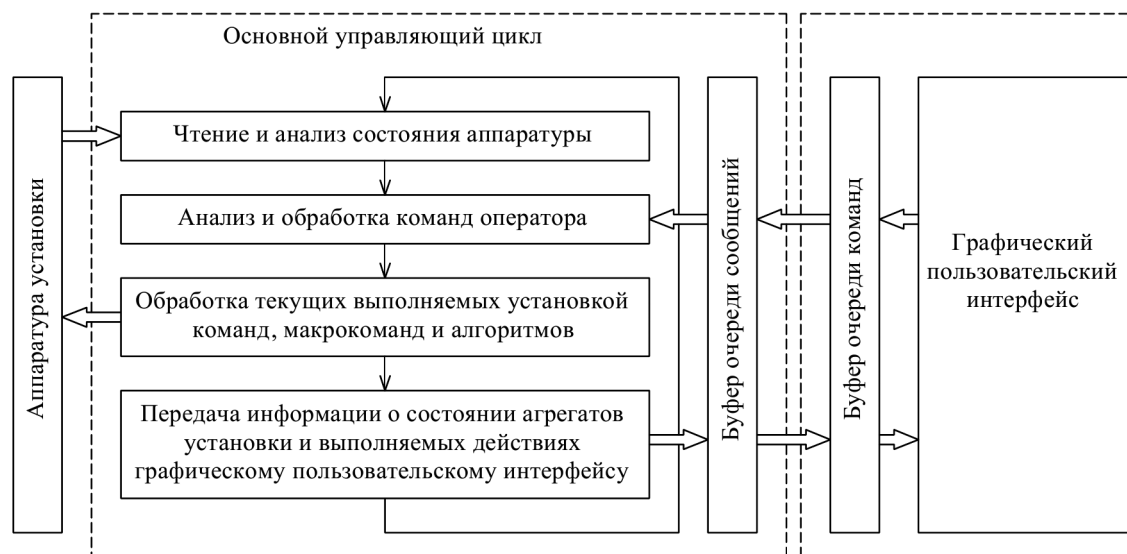 Основной управляющий цикл
Аппаратура установки
Чтение и анализ состояния аппаратуры
Анализ и обработка команд оператора
Обработка текущих выполняемых установкой
команд, макрокоманд и алгоритмов
Передача информации о состоянии агрегатов
установки и выполняемых действиях
графическому пользовательскому интерфейсу
Буфер очереди сообщений
Буфер очереди команд
Графический
пользовательский
интерфейс